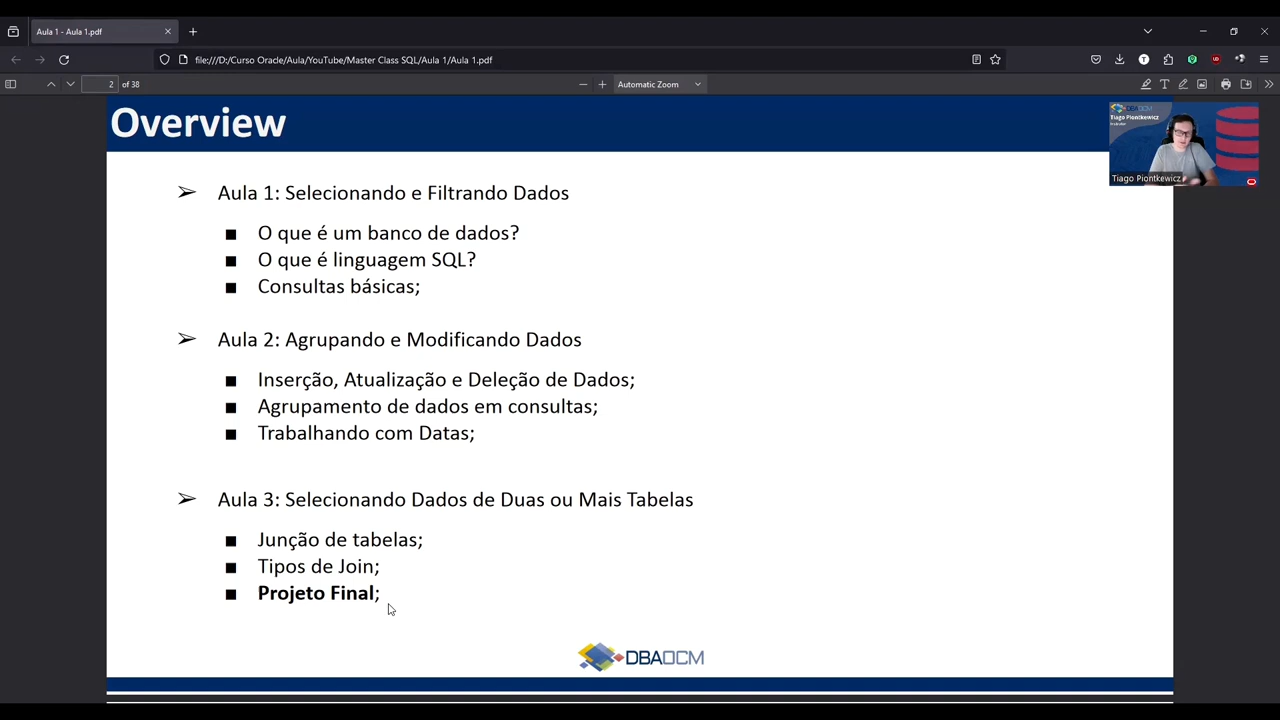 Aula 1 - Aula 1.pdf
file:///D:/Curso Oracle/Aula/YouTube/Master Class SQL/Aula 1/Aula 1.pdf
2 of 38
Automatic Zoom
Overview
Tiago Piontkewicz
Tiago Piontkewicz
➢ Aula 1: Selecionando e Filtrando Dados
■ O que é um banco de dados?
■ O que é linguagem SQL?
■ Consultas básicas;
➢ Aula 2: Agrupando e Modificando Dados
■ Inserção, Atualização e Deleção de Dados;
■ Agrupamento de dados em consultas;
■ Trabalhando com Datas;
➢ Aula 3: Selecionando Dados de Duas ou Mais Tabelas
■ Junção de tabelas;
■ Tipos de Join;
■ Projeto Final;
DBAOCM